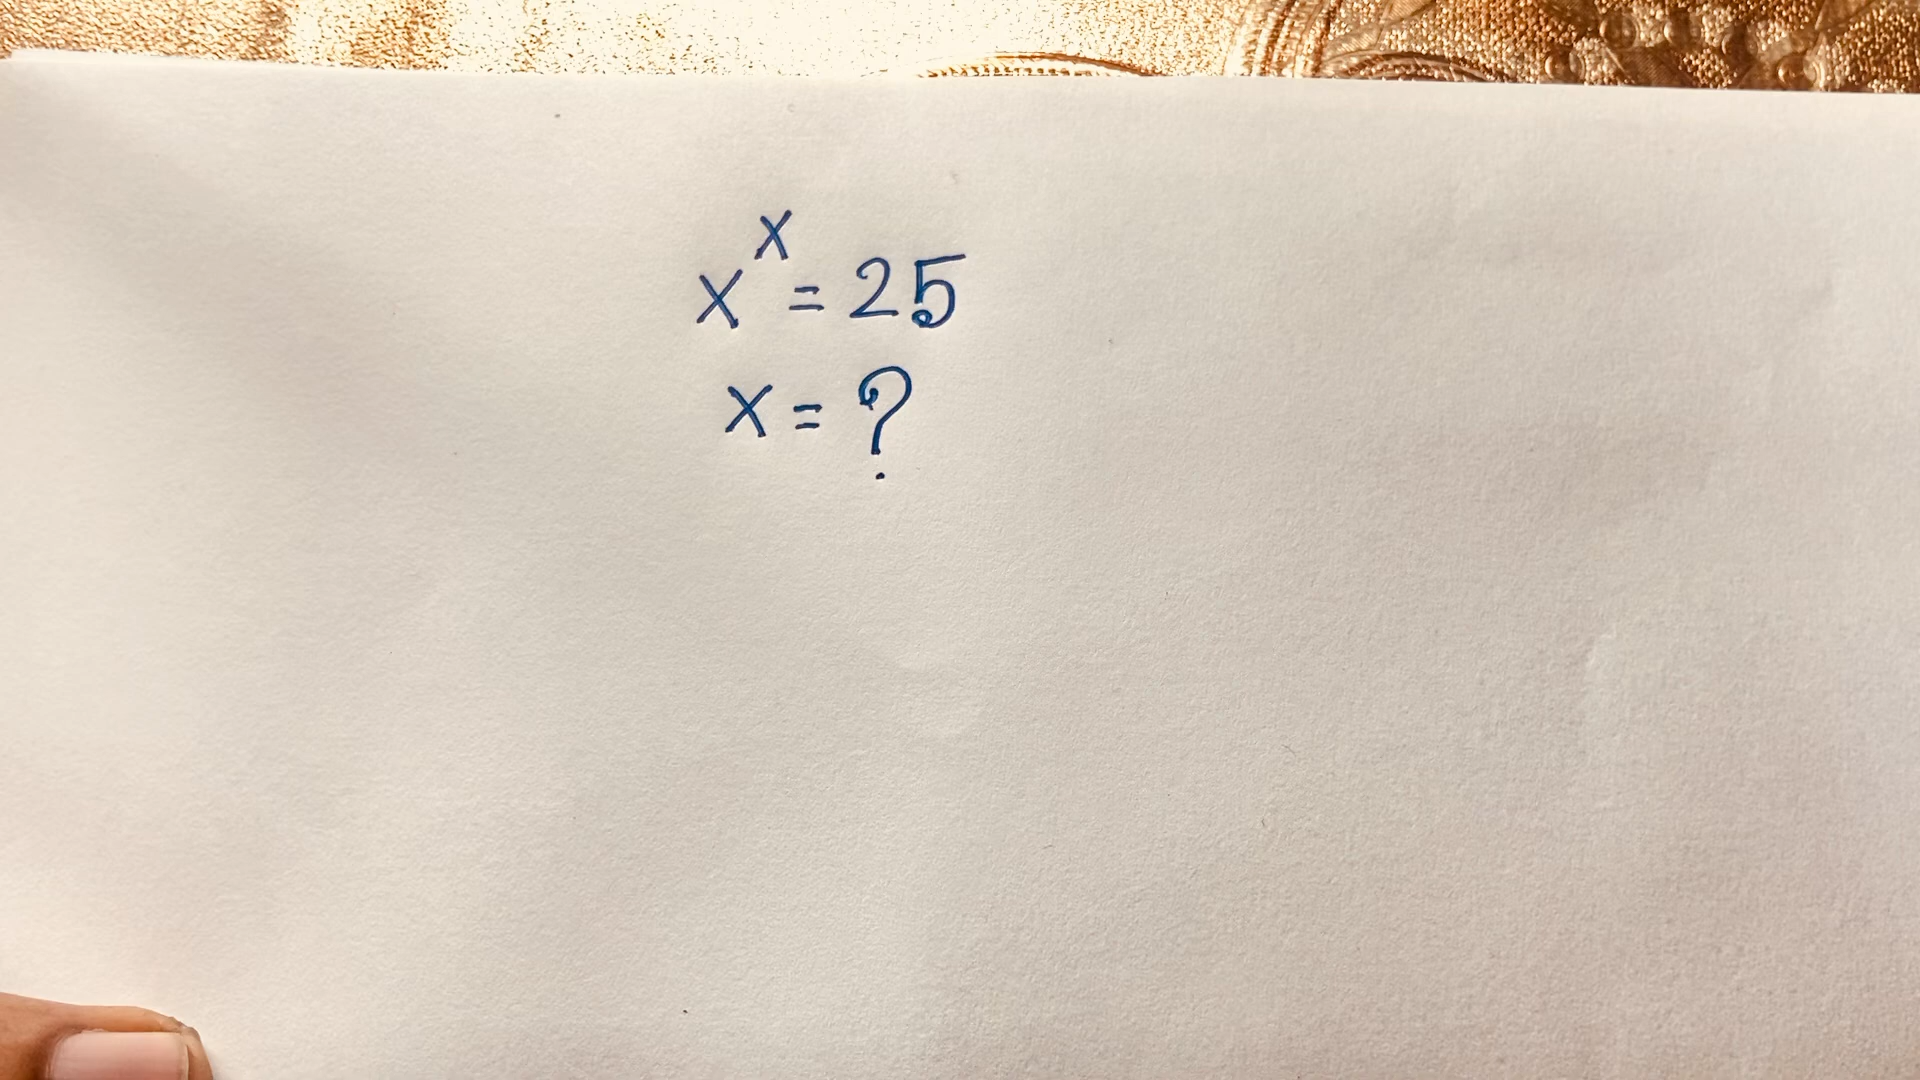 x^x = 25
x = ?